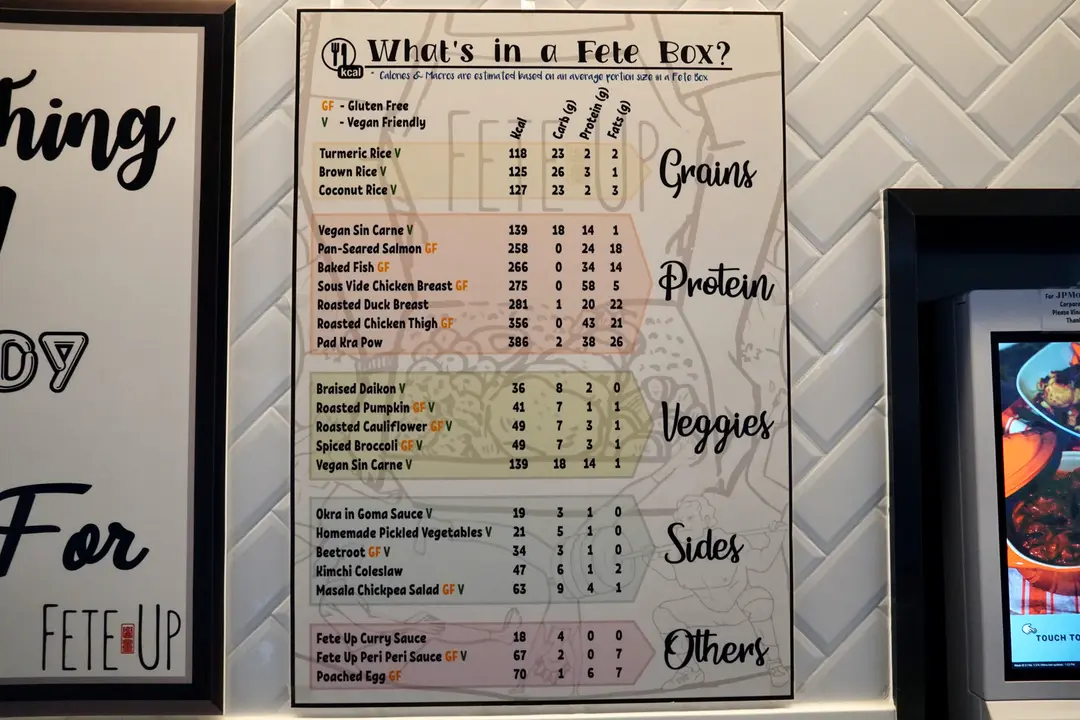 hing
DY
For
FETE UP
kcal
What's in a Fete Box?
* Calories & Macros are estimated based on an average portion size in a Fete Box
GF - Gluten Free
V - Vegan Friendly
kcal Carb (g) Protein (g) Fats (g)
FETE UP
Grains
Turmeric Rice V 118 23 2 2
Brown Rice V 125 26 3 1
Coconut Rice V 127 23 2 3
Protein
Vegan Sin Carne V 139 18 14 1
Pan-Seared Salmon GF 258 0 24 18
Baked Fish GF 266 0 34 14
Sous Vide Chicken Breast GF 275 0 58 5
Roasted Duck Breast 281 1 20 22
Roasted Chicken Thigh GF 356 0 43 21
Pad Kra Pow 386 2 38 26
Veggies
Braised Daikon V 36 8 2 0
Roasted Pumpkin GF V 41 7 1 1
Roasted Cauliflower GF V 49 7 3 1
Spiced Broccoli GF V 49 7 3 1
Vegan Sin Carne V 139 18 14 1
Sides
Okra in Goma Sauce V 19 3 1 0
Homemade Pickled Vegetables V 21 5 1 0
Beetroot GF V 34 3 1 0
Kimchi Coleslaw 47 6 1 2
Masala Chickpea Salad GF V 63 9 4 1
Others
Fete Up Curry Sauce 18 4 0 0
Fete Up Peri Peri Sauce GF V 67 2 0 7
Poached Egg GF 70 1 6 7
For JPMo
Corpora
Please Kin
Than
TOUCH TO